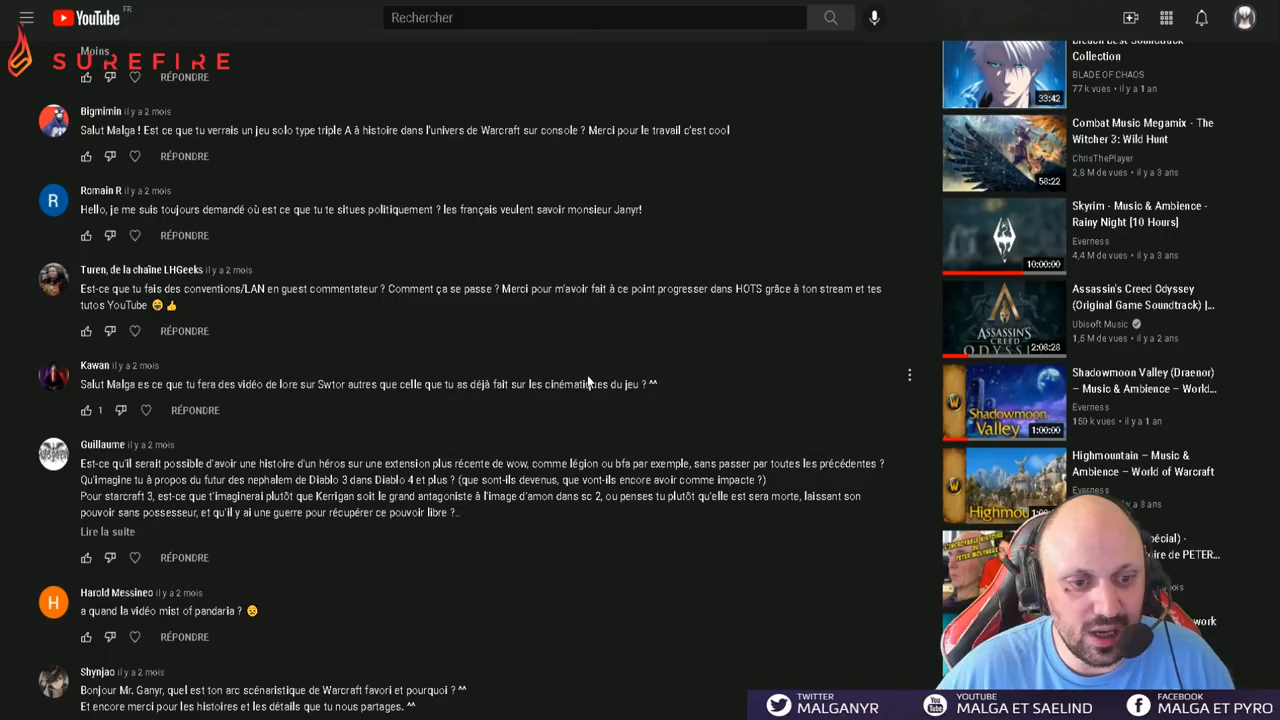 YouTube FR
Rechercher
SUREFIRE
Moins
RÉPONDRE
Bigmimin il y a 2 mois
Salut Malga ! Est ce que tu verrais un jeu solo type triple A à histoire dans l'univers de Warcraft sur console ? Merci pour le travail c'est cool
RÉPONDRE
Romain R il y a 2 mois
Hello, je me suis toujours demandé où est ce que tu te situes politiquement ? les français veulent savoir monsieur Janyr!
RÉPONDRE
Turen, de la chaîne LHGeeks il y a 2 mois
Est-ce que tu fais des conventions/LAN en guest commentateur ? Comment ça se passe ? Merci pour m'avoir fait à ce point progresser dans HOTS grâce à ton stream et tes
tutos YouTube 😁👍
RÉPONDRE
Kawan il y a 2 mois
Salut Malga es ce que tu fera des vidéo de lore sur Swtor autres que celle que tu as déjà fait sur les cinématiques du jeu ? ^^
1 RÉPONDRE
Guillaume il y a 2 mois
Est-ce qu'il serait possible d'avoir une histoire d'un héros sur une extension plus récente de wow, comme légion ou bfa par exemple, sans passer par toutes les précédentes ?
Qu'imagine tu à propos du futur des nephalem de Diablo 3 dans Diablo 4 et plus ? (que sont-ils devenus, que vont-ils encore avoir comme impacte ?)
Pour starcraft 3, est-ce que t'imaginerai plutôt que Kerrigan soit le grand antagoniste à l'image d'amon dans sc 2, ou penses tu plutôt qu'elle est sera morte, laissant son
pouvoir sans possesseur, et qu'il y ai une guerre pour récupérer ce pouvoir libre ?..
Lire la suite
RÉPONDRE
Harold Messineo il y a 2 mois
a quand la vidéo mist of pandaria ? 😣
RÉPONDRE
Shynjao il y a 2 mois
Bonjour Mr. Ganyr, quel est ton arc scénaristique de Warcraft favori et pourquoi ? ^^
Et encore merci pour les histoires et les détails que tu nous partages. ^^
Bleach Best Soundtrack
Collection
BLADE OF CHAOS
77 k vues • il y a 1 an
33:42
Combat Music Megamix - The
Witcher 3: Wild Hunt
ChrisThePlayer
2,8 M de vues • il y a 3 ans
58:22
Skyrim - Music & Ambience -
Rainy Night [10 Hours]
Everness
4,4 M de vues • il y a 3 ans
10:00:00
Assassin's Creed Odyssey
(Original Game Soundtrack) |...
Ubisoft Music
1,5 M de vues • il y a 2 ans
ASSASSIN'S
CREED
ODYSSEY
2:08:28
Shadowmoon Valley (Draenor)
– Music & Ambience – World...
Everness
150 k vues • il y a 1 an
Shadowmoon
Valley
1:00:00
Highmountain – Music &
Ambience – World of Warcraft
Everness
Highmou
TWITTER
MALGANYR
YOUTUBE
MALGA ET SAELIND
FACEBOOK
MALGA ET PYRO